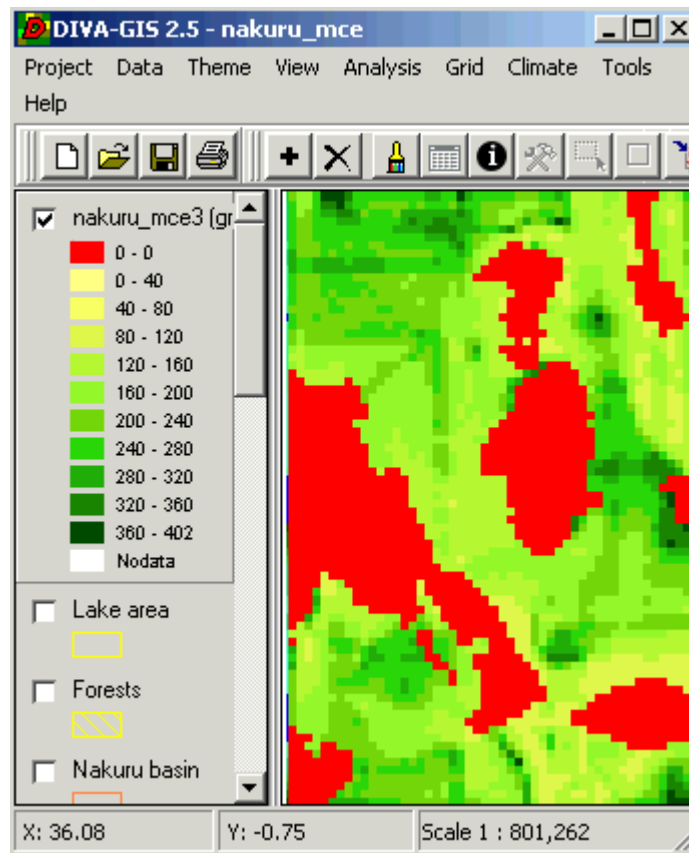 DIVA-GIS 2.5 - nakuru_mce
Project Data Theme View Analysis Grid Climate Tools
Help
nakuru_mce3 (gr
0 - 0
0 - 40
40 - 80
80 - 120
120 - 160
160 - 200
200 - 240
240 - 280
280 - 320
320 - 360
360 - 402
Nodata
Lake area
Forests
Nakuru basin
X: 36.08 Y: -0.75 Scale 1 : 801,262